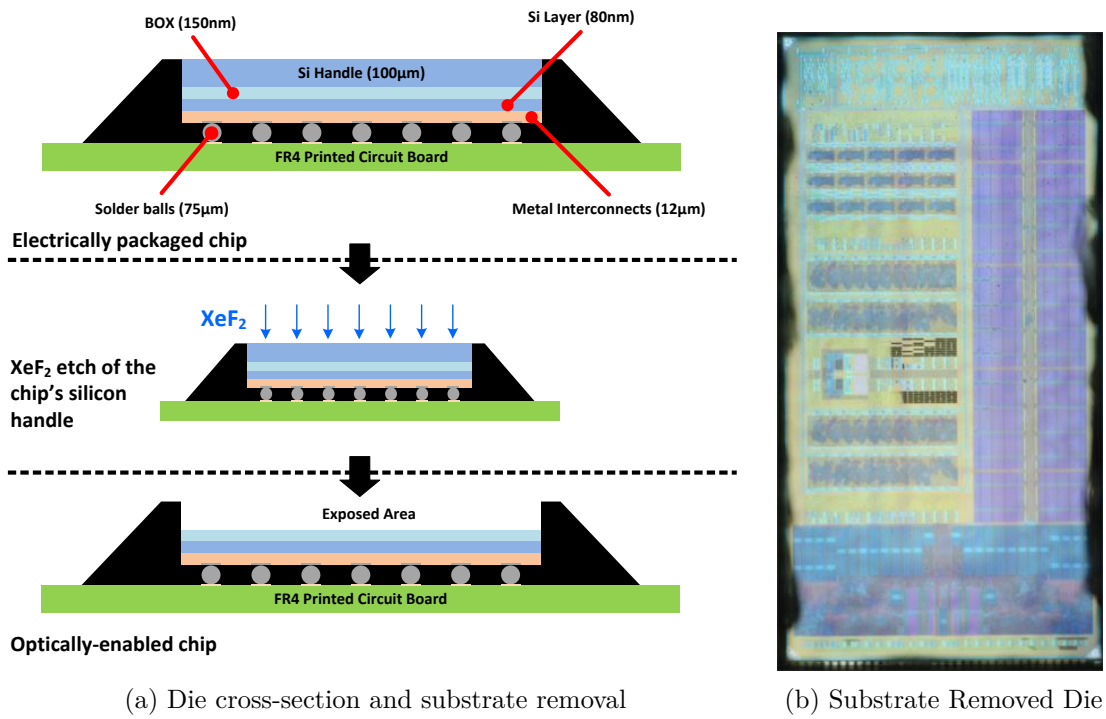 BOX (150nm)
Si Layer (80nm)
Si Handle (100µm)
FR4 Printed Circuit Board
Solder balls (75µm)
Metal Interconnects (12µm)
Electrically packaged chip
XeF₂
XeF₂ etch of the
chip's silicon
handle
Exposed Area
FR4 Printed Circuit Board
Optically-enabled chip
(a) Die cross-section and substrate removal
(b) Substrate Removed Die